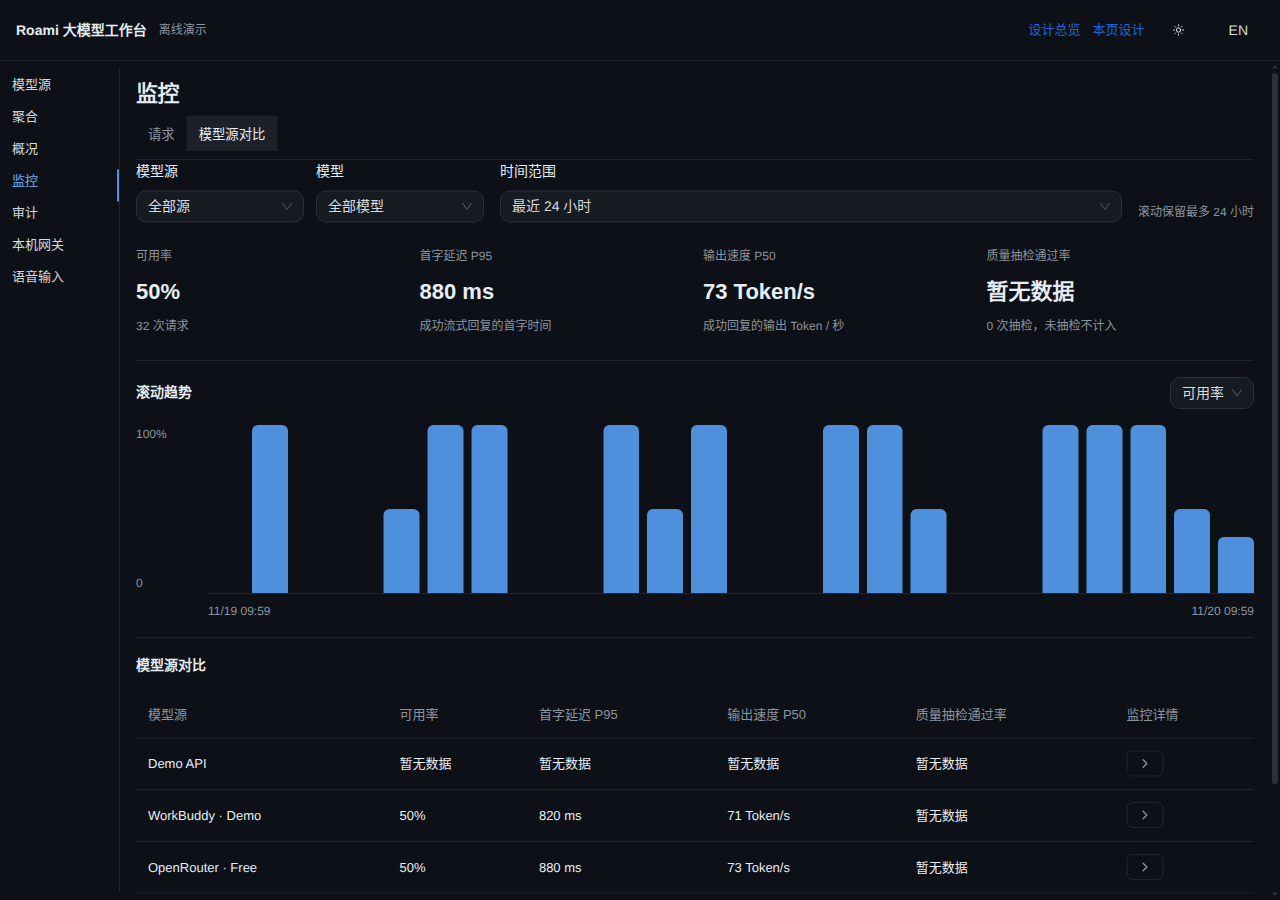 Roami 大模型工作台 离线演示 设计总览 本页设计 EN
模型源
聚合
概况
监控
审计
本机网关
语音输入
监控
请求 模型源对比
模型源 模型 时间范围
全部源 全部模型 最近 24 小时 滚动保留最多 24 小时
可用率 首字延迟 P95 输出速度 P50 质量抽检通过率
50% 880 ms 73 Token/s 暂无数据
32 次请求 成功流式回复的首字时间 成功回复的输出 Token / 秒 0 次抽检，未抽检不计入
滚动趋势 可用率
100%
0
11/19 09:59 11/20 09:59
模型源对比
模型源 可用率 首字延迟 P95 输出速度 P50 质量抽检通过率 监控详情
Demo API 暂无数据 暂无数据 暂无数据 暂无数据
WorkBuddy · Demo 50% 820 ms 71 Token/s 暂无数据
OpenRouter · Free 50% 880 ms 73 Token/s 暂无数据